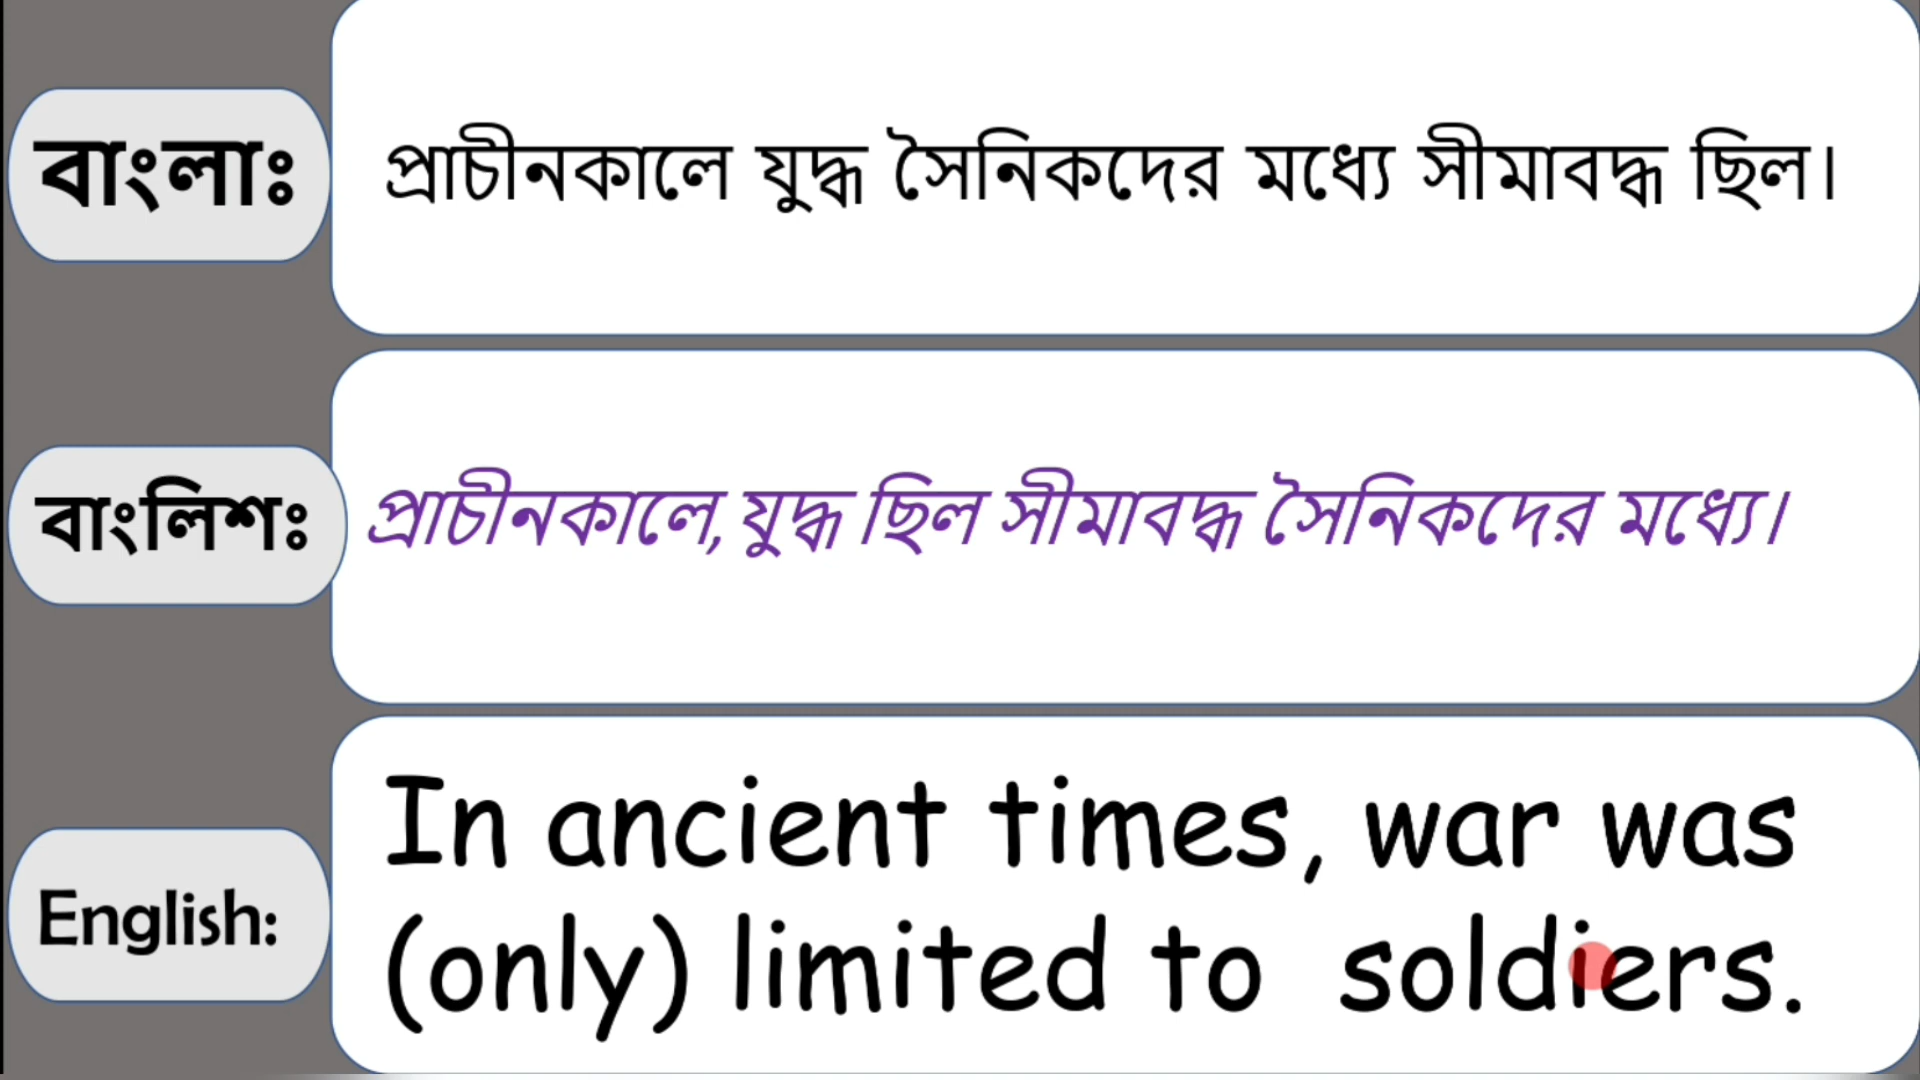 বাংলাঃ
প্রাচীনকালে যুদ্ধ সৈনিকদের মধ্যে সীমাবদ্ধ ছিল।
বাংলিশঃ
প্রাচীনকালে, যুদ্ধ ছিল সীমাবদ্ধ সৈনিকদের মধ্যে।
English:
In ancient times, war was
(only) limited to soldiers.